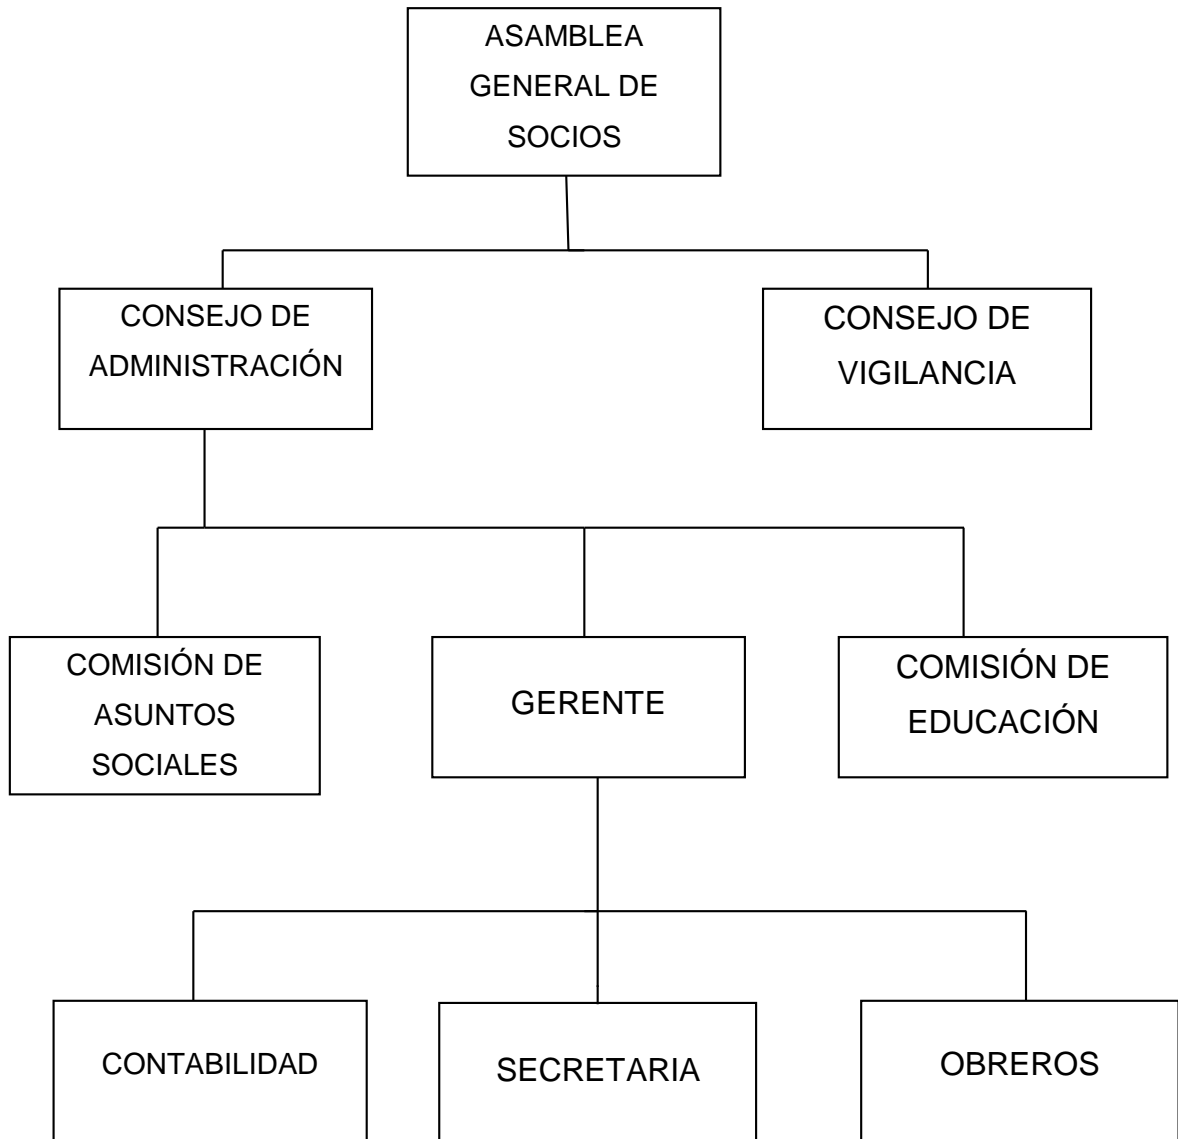 ASAMBLEA
GENERAL DE
SOCIOS
CONSEJO DE
ADMINISTRACIÓN
CONSEJO DE
VIGILANCIA
COMISIÓN DE
ASUNTOS
SOCIALES
GERENTE
COMISIÓN DE
EDUCACIÓN
CONTABILIDAD
SECRETARIA
OBREROS